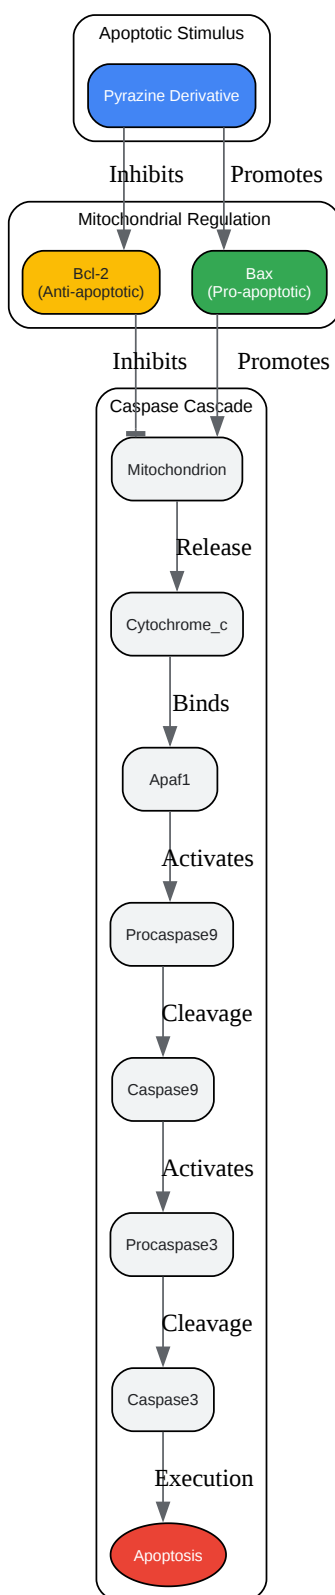 Apoptotic Stimulus
Pyrazine Derivative
Inhibits
Promotes
Mitochondrial Regulation
Bcl-2
(Anti-apoptotic)
Bax
(Pro-apoptotic)
Inhibits
Promotes
Caspase Cascade
Mitochondrion
Release
Cytochrome_c
Binds
Apaf1
Activates
Procaspase9
Cleavage
Caspase9
Activates
Procaspase3
Cleavage
Caspase3
Execution
Apoptosis